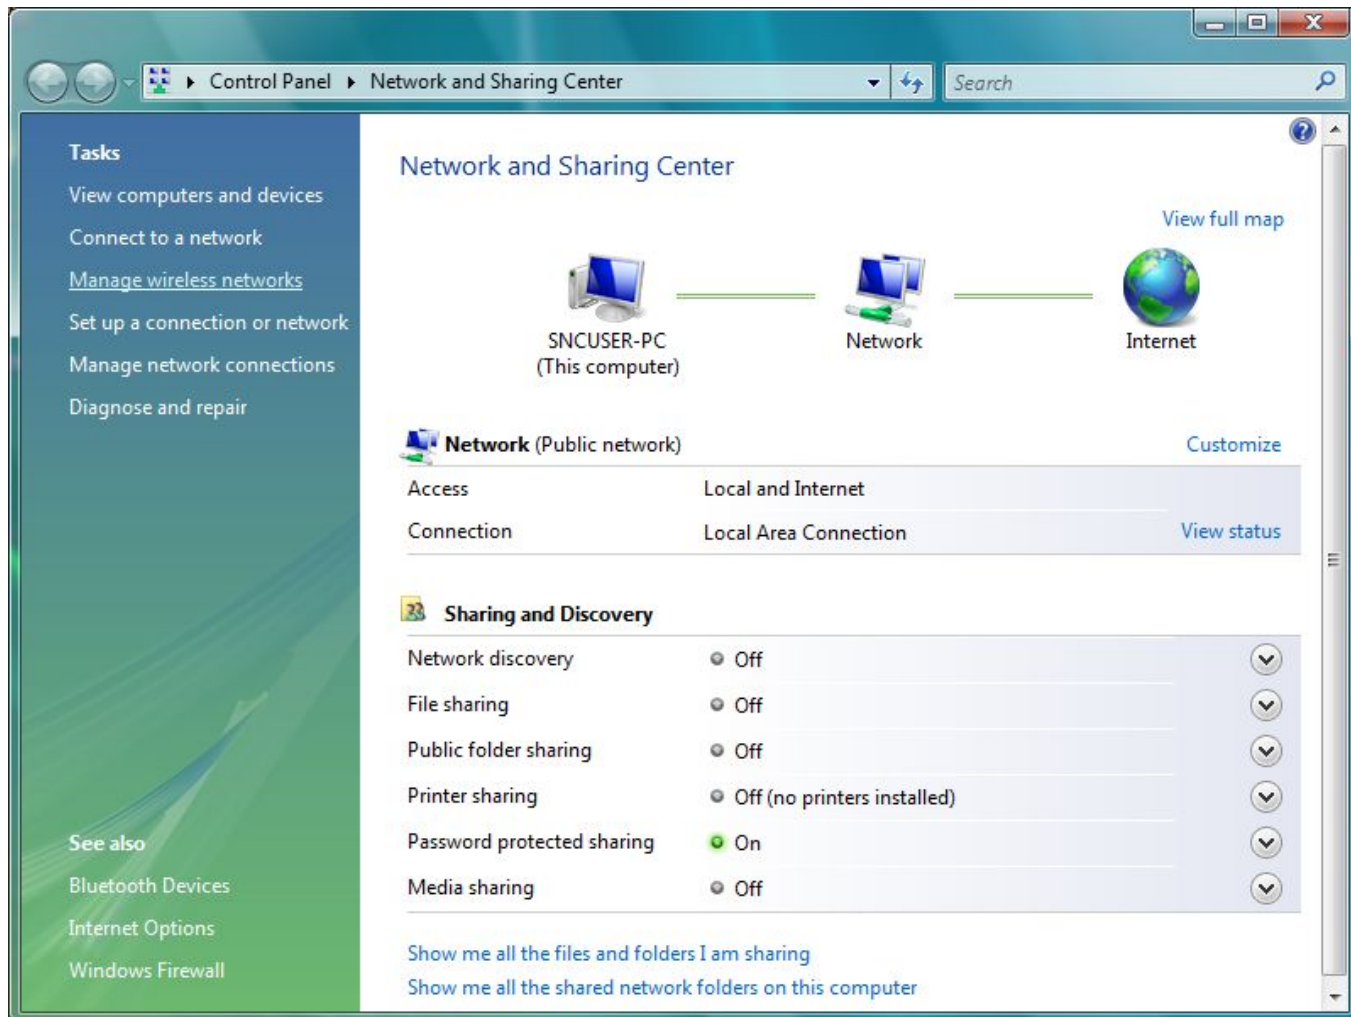 Control Panel
Network and Sharing Center
Search
Tasks
View computers and devices
Connect to a network
Manage wireless networks
Set up a connection or network
Manage network connections
Diagnose and repair
See also
Bluetooth Devices
Internet Options
Windows Firewall
Network and Sharing Center
View full map
SNCUSER-PC
(This computer)
Network
Internet
Network (Public network)
Customize
Access Local and Internet
Connection Local Area Connection View status
Sharing and Discovery
Network discovery Off
File sharing Off
Public folder sharing Off
Printer sharing Off (no printers installed)
Password protected sharing On
Media sharing Off
Show me all the files and folders I am sharing
Show me all the shared network folders on this computer